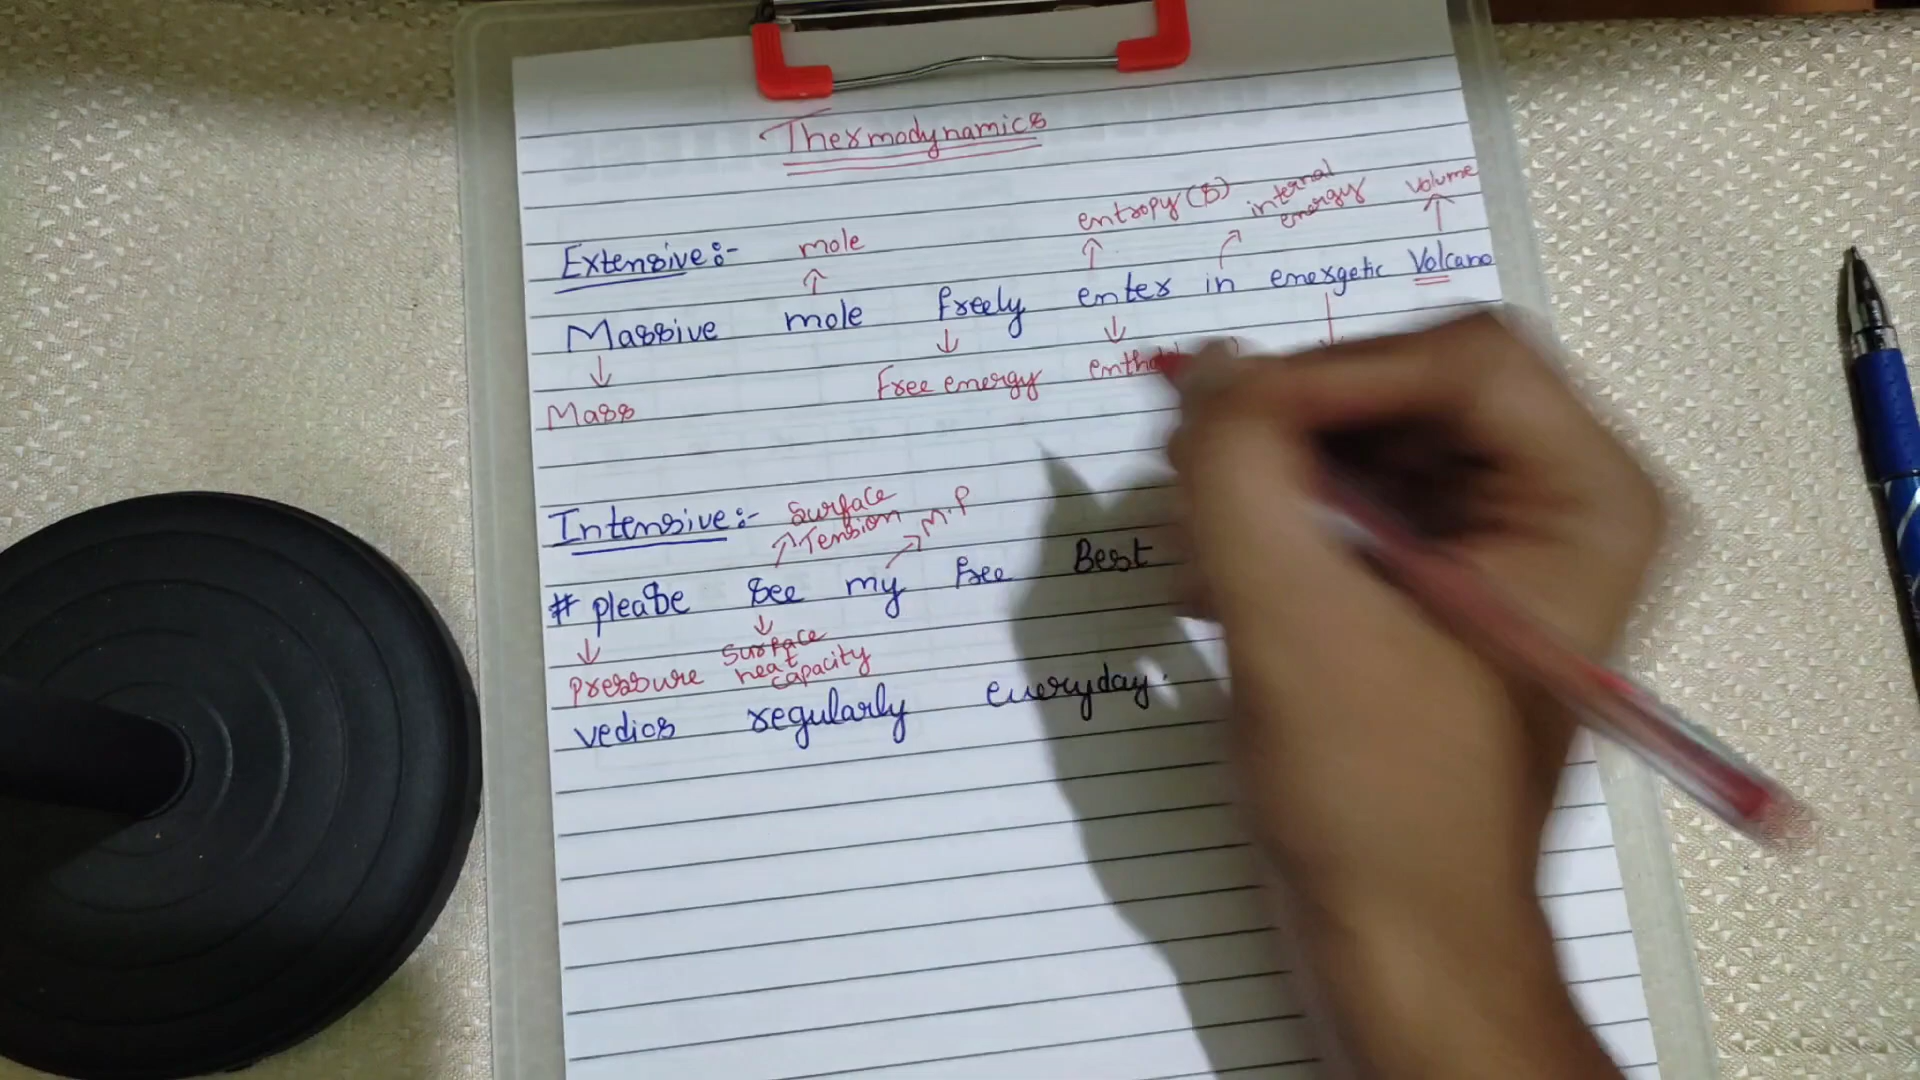 Thermodynamics
entropy (S) internal energy volume
Extensive:- mole
Massive mole freely enter in energetic Volcano
Mass Free energy
Intensive:- Surface Tension M.P
# please see my free Best
pressure surface heat capacity
vedios regularly everyday.